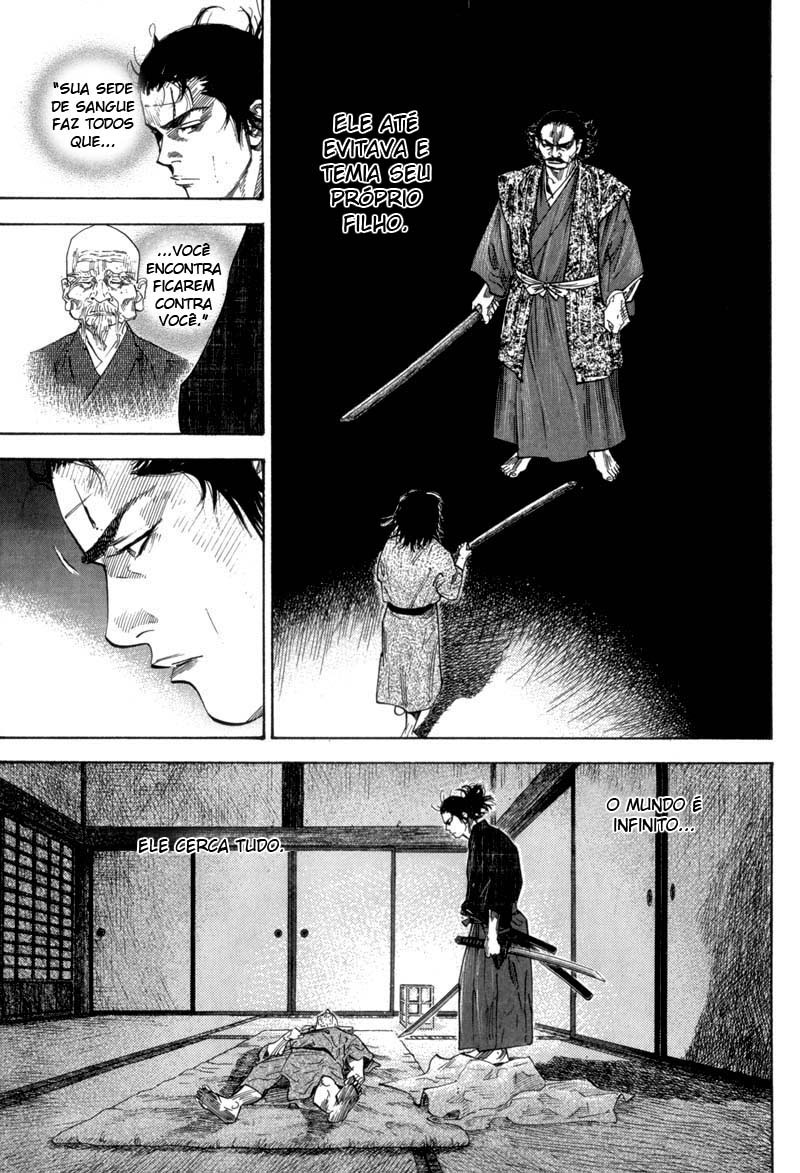 ELE ATÉ
EVITAVA E
TEMIA SEU
PRÓPRIO
FILHO.
"SUA SEDE
DE SANGUE
FAZ TODOS
QUE...
...VOCÊ
ENCONTRA
FICAREM
CONTRA
VOCÊ."
O MUNDO É
INFINITO...
ELE CERCA TUDO.